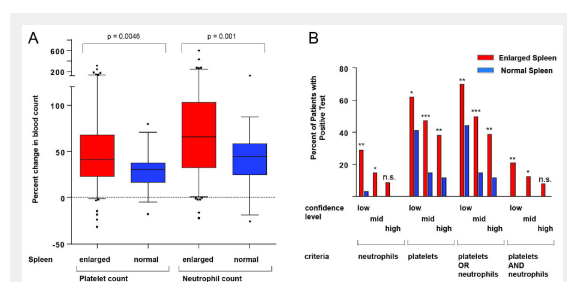 A
p = 0.0046
p = 0.001
Percent change in blood count
600
200
100
50
0
-50
Spleen
enlarged
normal
enlarged
normal
Platelet count
Neutrophil count
B
Enlarged Spleen
Normal Spleen
Percent of Patients with
Positive Test
80
60
40
20
**
*
n.s.
*
***
**
**
***
**
**
*
n.s.
confidence
level
low
mid
high
low
mid
high
low
mid
high
low
mid
high
criteria
neutrophils
platelets
platelets
OR
neutrophils
platelets
AND
neutrophils